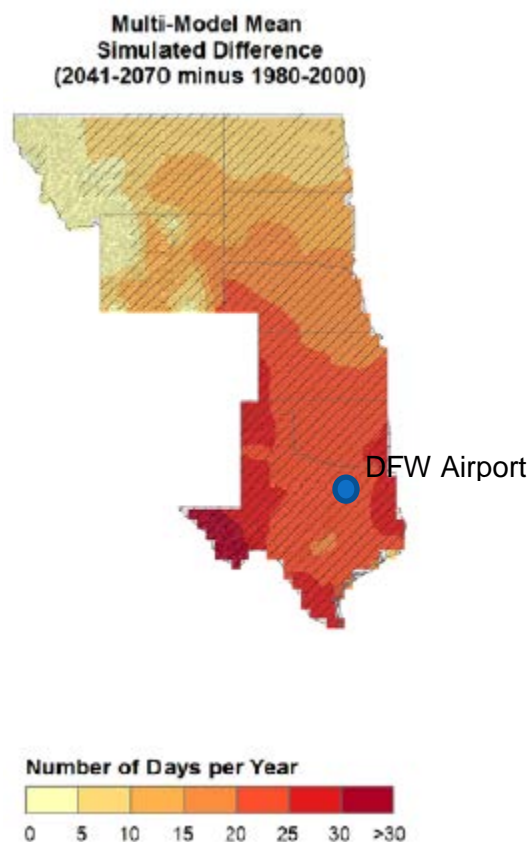 Multi-Model Mean
Simulated Difference
(2041-2070 minus 1980-2000)
DFW Airport
Number of Days per Year
0 5 10 15 20 25 30 >30